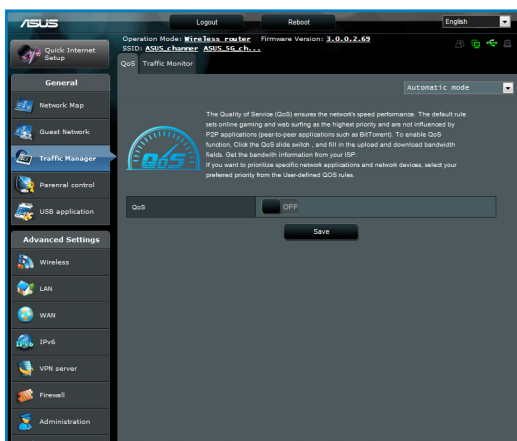 ASUS
Logout
Reboot
English
Quick Internet
Setup
Operation Mode: Wireless router Firmware Version: 3.0.0.2.69
SSID: ASUS_channer ASUS_5G_ch...
QoS
Traffic Monitor
General
Network Map
Guest Network
Traffic Manager
Parenral control
USB application
Advanced Settings
Wireless
LAN
WAN
IPv6
VPN server
Firewall
Administration
Automatic mode
QoS
The Quality of Service (QoS) ensures the network's speed performance. The default rule
sets online gaming and web surfing as the highest priority and are not influenced by
P2P applications (peer-to-peer applications such as BitTorrent). To enable QoS
function, Click the QoS slide switch , and fill in the upload and download bandwidth
fields. Get the bandwith information from your ISP.
If you want to prioritize specific network applications and network devices, select your
preferred priority from the User-defined QOS rules.
QoS
OFF
Save